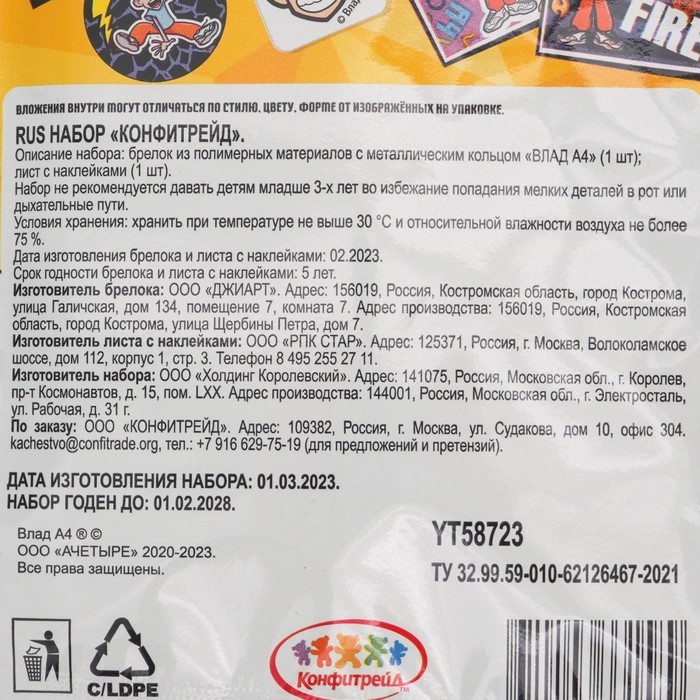 © Влад
FIRE
ВЛОЖЕНИЯ ВНУТРИ МОГУТ ОТЛИЧАТЬСЯ ПО СТИЛЮ, ЦВЕТУ, ФОРМЕ ОТ ИЗОБРАЖЁННЫХ НА УПАКОВКЕ.
RUS НАБОР «КОНФИТРЕЙД».
Описание набора: брелок из полимерных материалов с металлическим кольцом «ВЛАД А4» (1 шт);
лист с наклейками (1 шт).
Набор не рекомендуется давать детям младше 3-х лет во избежание попадания мелких деталей в рот или
дыхательные пути.
Условия хранения: хранить при температуре не выше 30 °С и относительной влажности воздуха не более
75 %.
Дата изготовления брелока и листа с наклейками: 02.2023.
Срок годности брелока и листа с наклейками: 5 лет.
Изготовитель брелока: ООО «ДЖИАРТ». Адрес: 156019, Россия, Костромская область, город Кострома,
улица Галичская, дом 134, помещение 7, комната 7. Адрес производства: 156019, Россия, Костромская
область, город Кострома, улица Щербины Петра, дом 7.
Изготовитель листа с наклейками: ООО «РПК СТАР». Адрес: 125371, Россия, г. Москва, Волоколамское
шоссе, дом 112, корпус 1, стр. 3. Телефон 8 495 255 27 11.
Изготовитель набора: ООО «Холдинг Королевский». Адрес: 141075, Россия, Московская обл., г. Королев,
пр-т Космонавтов, д. 15, пом. LXX. Адрес производства: 144001, Россия, Московская обл., г. Электросталь,
ул. Рабочая, д. 31 г.
По заказу: ООО «КОНФИТРЕЙД». Адрес: 109382, Россия, г. Москва, ул. Судакова, дом 10, офис 304.
kachestvo@confitrade.org, тел.: +7 916 629-75-19 (для предложений и претензий).
ДАТА ИЗГОТОВЛЕНИЯ НАБОРА: 01.03.2023.
НАБОР ГОДЕН ДО: 01.02.2028.
Влад А4 ® ©
ООО «АЧЕТЫРЕ» 2020-2023.
Все права защищены.
YT58723
ТУ 32.99.59-010-62126467-2021
C/LDPE
Конфитрейд™